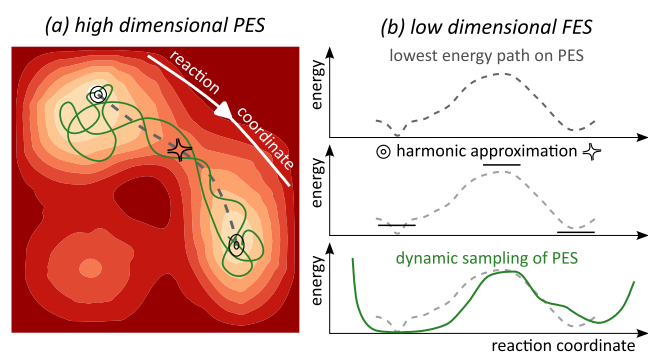 (a) high dimensional PES
reaction
coordinate
(b) low dimensional FES
energy
lowest energy path on PES
energy
harmonic approximation
energy
dynamic sampling of PES
reaction coordinate